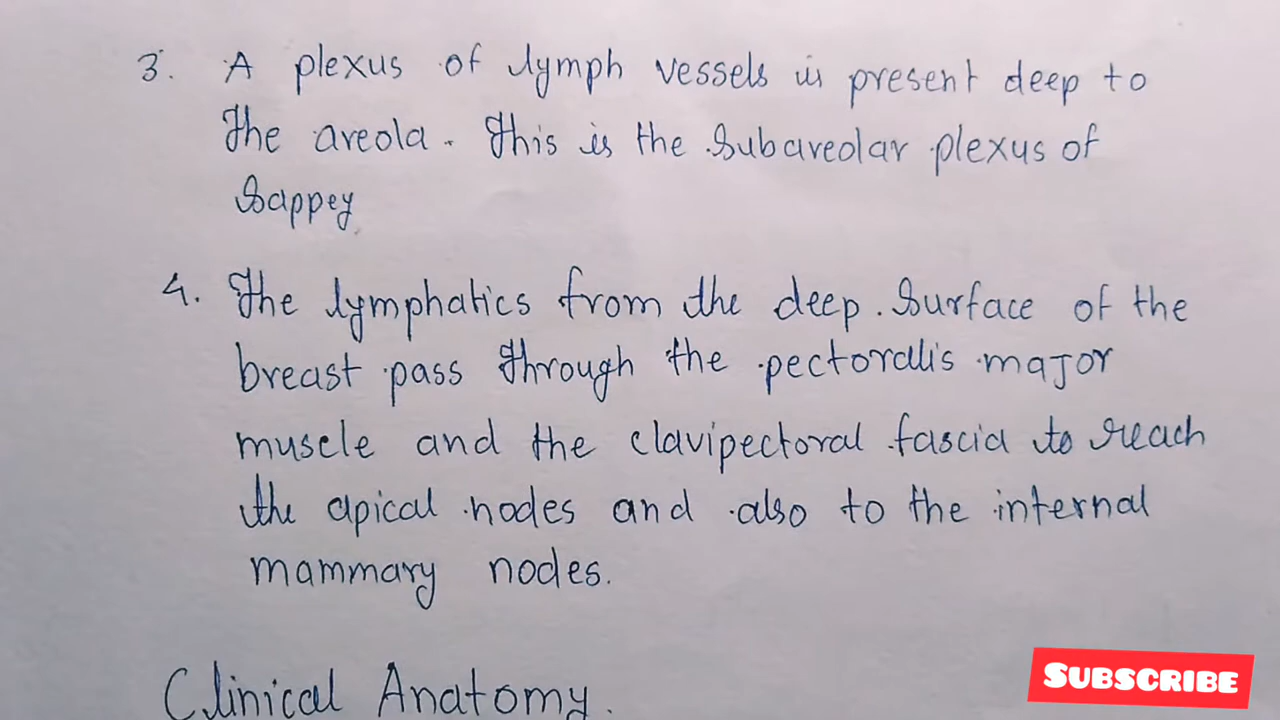 3. A plexus of lymph vessels is present deep to
the areola. This is the Subareolar plexus of
Sappey
4. The lymphatics from the deep Surface of the
breast pass through the pectoralis major
muscle and the clavipectoral fascia to reach
the apical nodes and also to the internal
mammary nodes.
Clinical Anatomy.
SUBSCRIBE